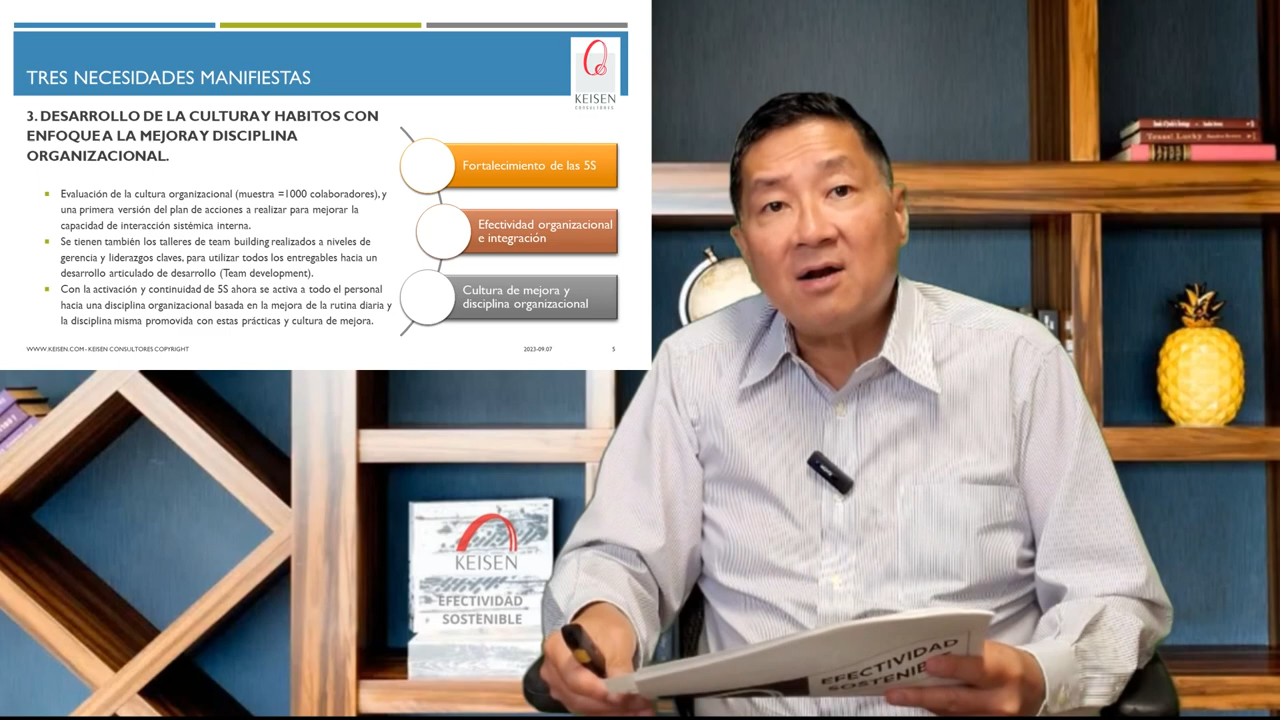 TRES NECESIDADES MANIFIESTAS
KEISEN
CONSULTORES
3. DESARROLLO DE LA CULTURA Y HABITOS CON
ENFOQUE A LA MEJORA Y DISCIPLINA
ORGANIZACIONAL.
Evaluación de la cultura organizacional (muestra =1000 colaboradores), y
una primera versión del plan de acciones a realizar para mejorar la
capacidad de interacción sistémica interna.
Se tienen también los talleres de team building realizados a niveles de
gerencia y liderazgos claves, para utilizar todos los entregables hacia un
desarrollo articulado de desarrollo (Team development).
Con la activación y continuidad de 5S ahora se activa a todo el personal
hacia una disciplina organizacional basada en la mejora de la rutina diaria y
la disciplina misma promovida con estas prácticas y cultura de mejora.
Fortalecimiento de las 5S
Efectividad organizacional
e integración
Cultura de mejora y
disciplina organizacional
WWW.KEISEN.COM - KEISEN CONSULTORES COPYRIGHT
2023-09.07
5
KEISEN
EFECTIVIDAD
SOSTENIBLE
EFECTIVIDAD